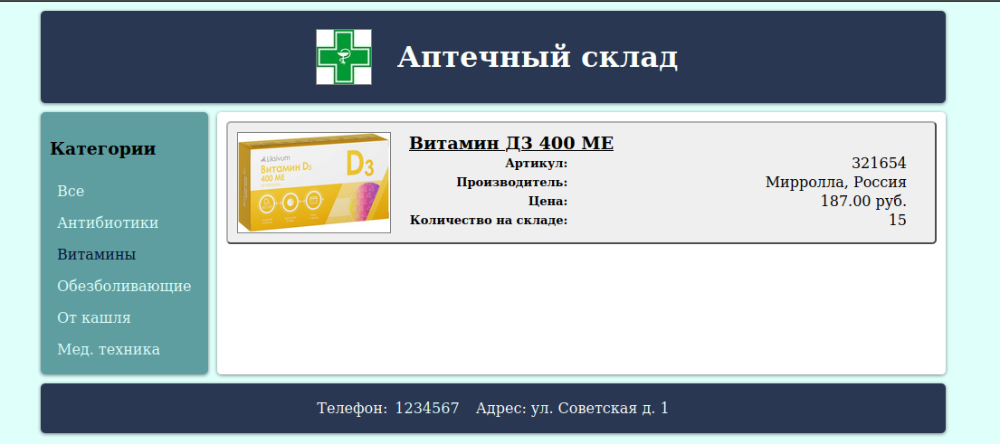 Аптечный склад
Категории
Все
Антибиотики
Витамины
Обезболивающие
От кашля
Мед. техника
Liksivum
Витамин D3
400 МЕ
D3
Витамин Д3 400 МЕ
Артикул: 321654
Производитель: Мирролла, Россия
Цена: 187.00 руб.
Количество на складе: 15
Телефон: 1234567 Адрес: ул. Советская д. 1